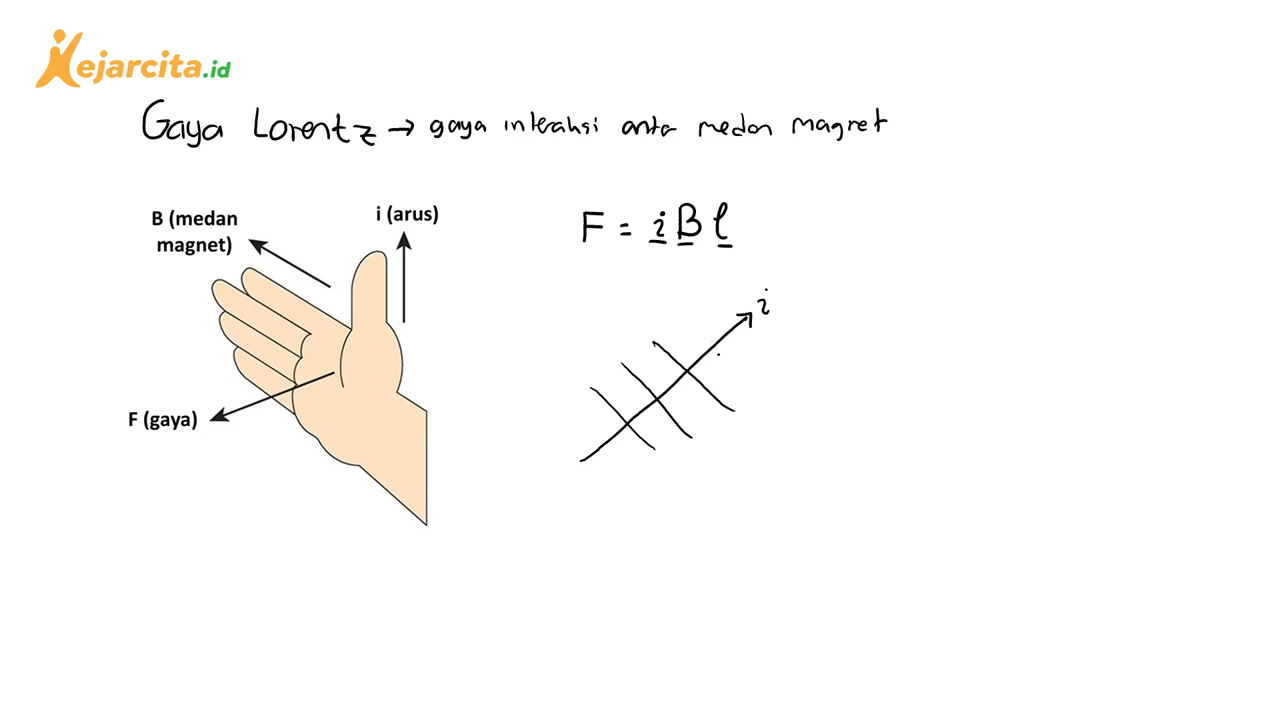 Kejarcita.id
Gaya Lorentz → gaya interaksi antar medan magnet
B (medan
magnet)
i (arus)
F (gaya)
F = i B l
i